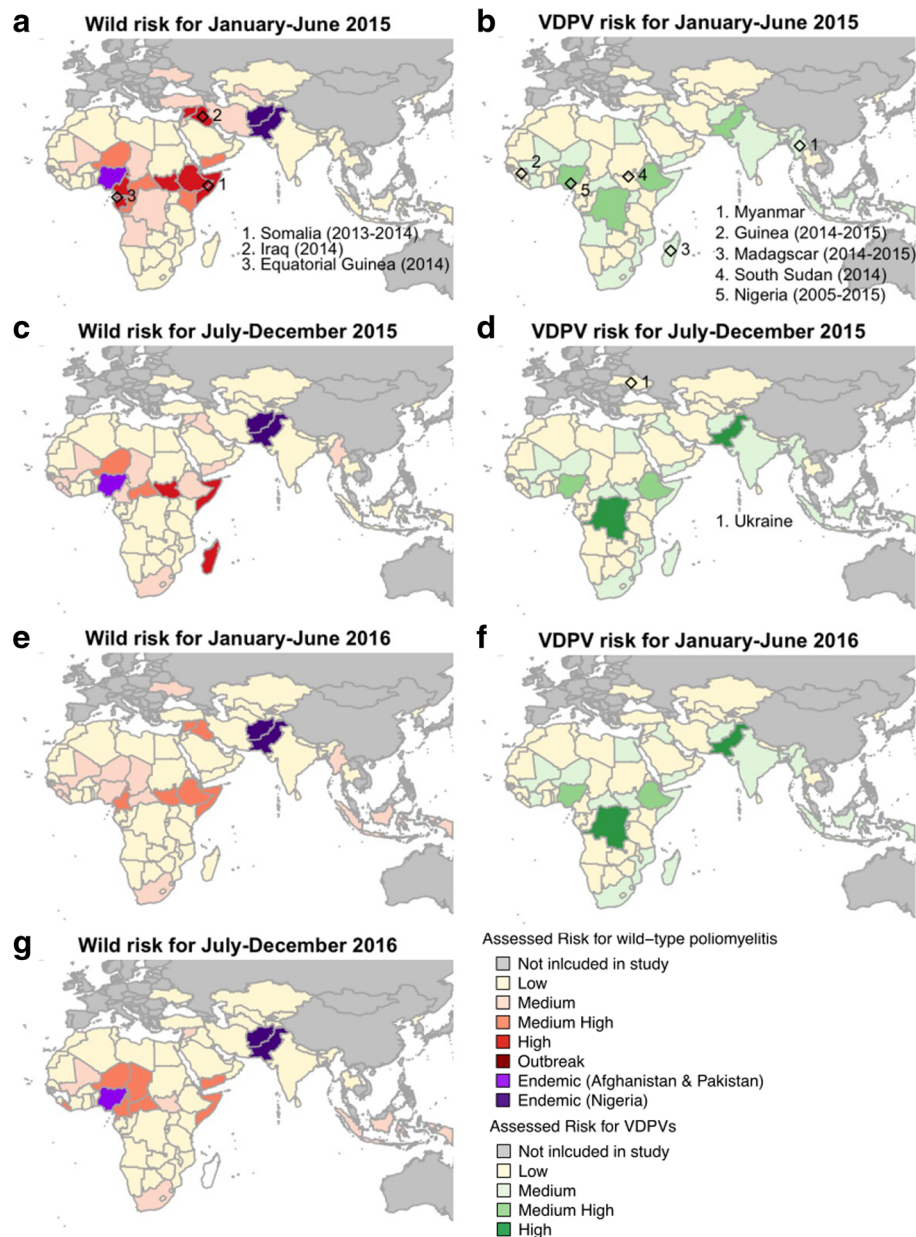 a Wild risk for January-June 2015
2
1
3
1. Somalia (2013-2014)
2. Iraq (2014)
3. Equatorial Guinea (2014)
b VDPV risk for January-June 2015
1
2
4
5
3
1. Myanmar
2. Guinea (2014-2015)
3. Madagscar (2014-2015)
4. South Sudan (2014)
5. Nigeria (2005-2015)
c Wild risk for July-December 2015
d VDPV risk for July-December 2015
1
1. Ukraine
e Wild risk for January-June 2016
f VDPV risk for January-June 2016
g Wild risk for July-December 2016
Assessed Risk for wild-type poliomyelitis
Not inlcuded in study
Low
Medium
Medium High
High
Outbreak
Endemic (Afghanistan & Pakistan)
Endemic (Nigeria)
Assessed Risk for VDPVs
Not inlcuded in study
Low
Medium
Medium High
High